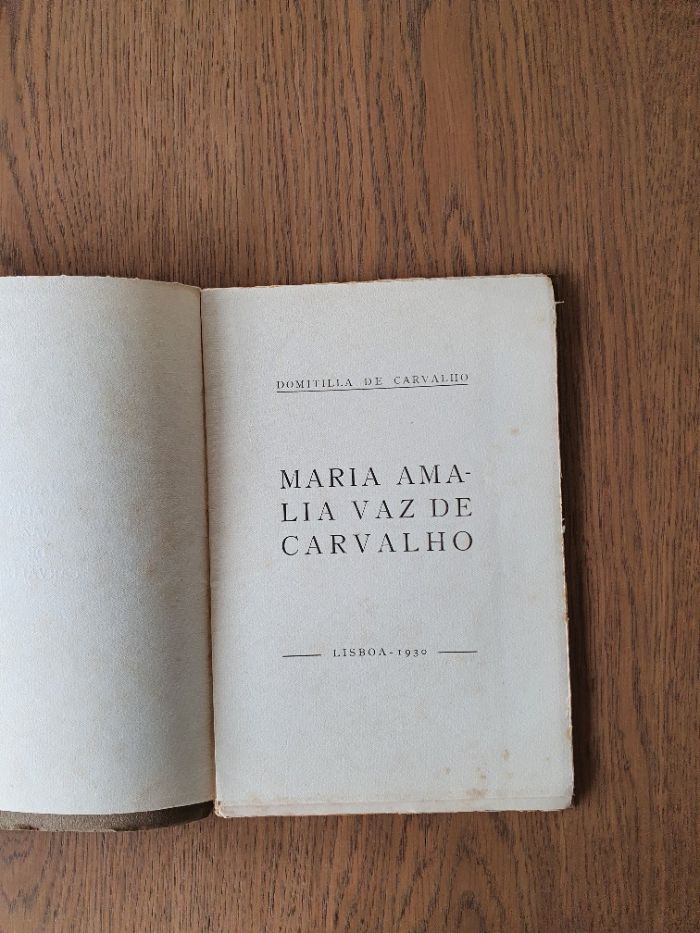 DOMITILLA DE CARVALHO
MARIA AMA-
LIA VAZ DE
CARVALHO
LISBOA-1930